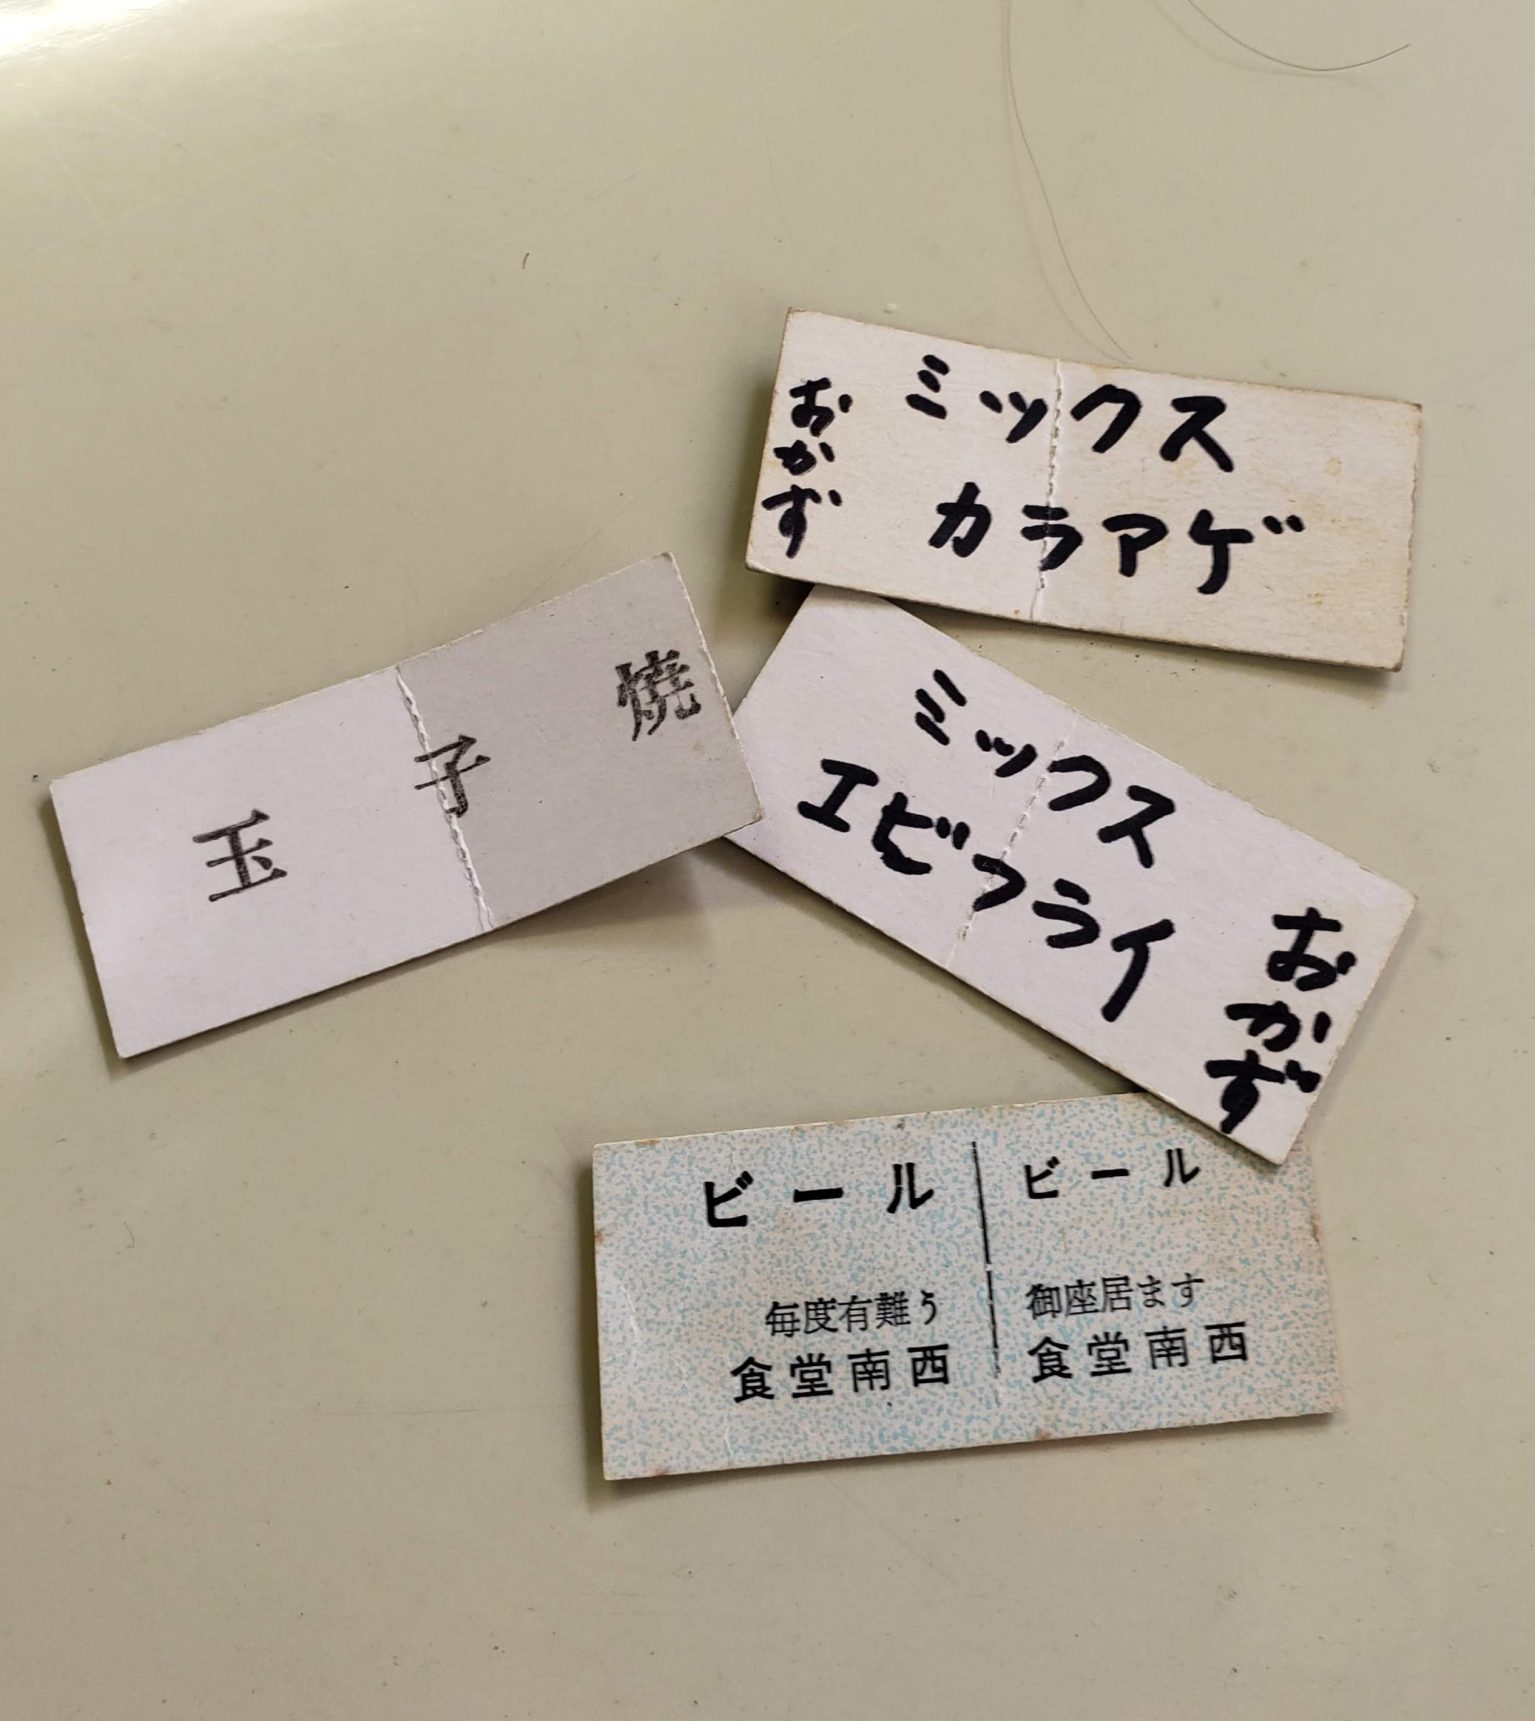 ミックス
カラアゲ
おかず
玉子焼
ミックス
エビフライ
おかず
ビール
毎度有難う
食堂南西
ビール
御座居ます
食堂南西